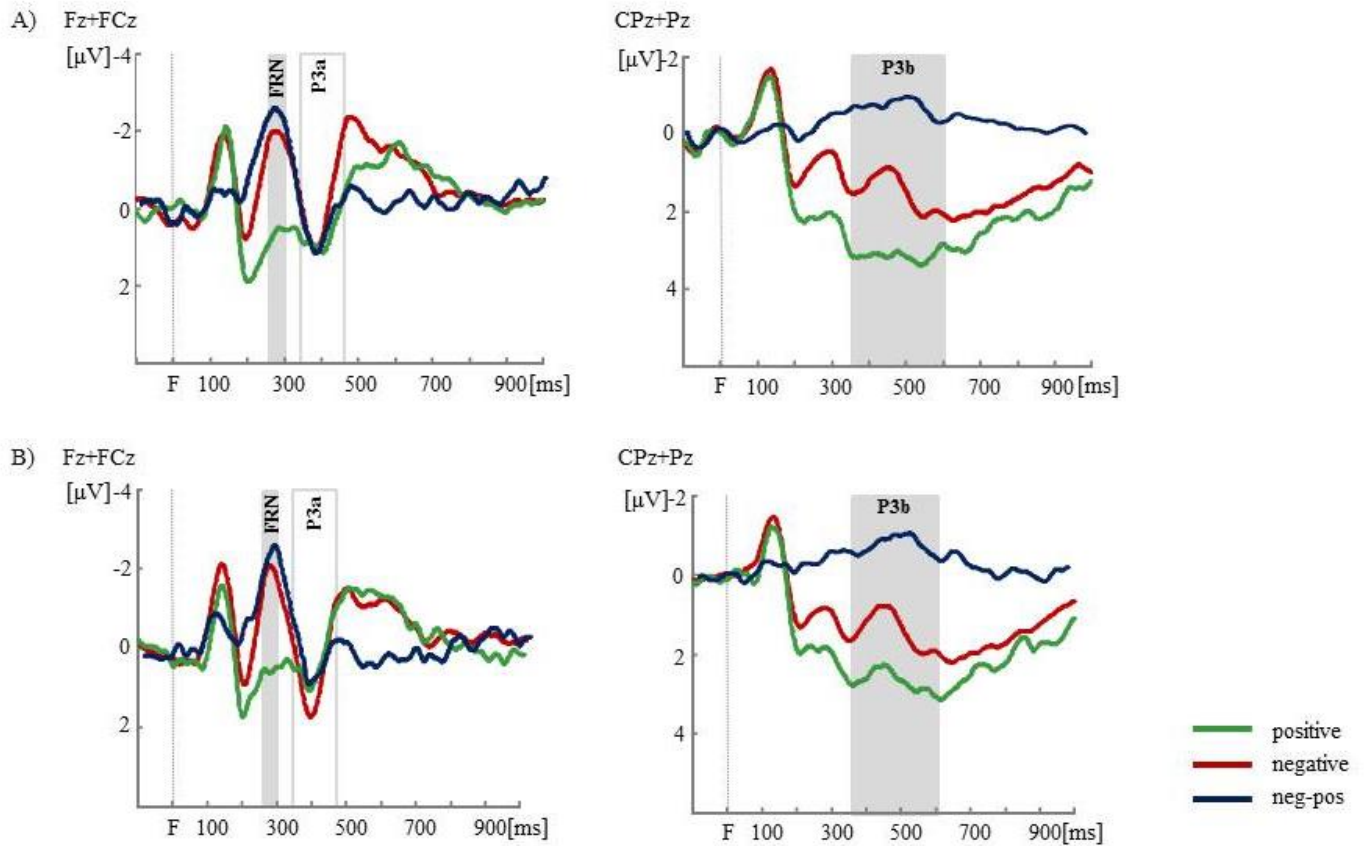 A) Fz+FCz
[µV]-4
-2
0
2
FRN
P3a
F 100 300 500 700 900[ms]
CPz+Pz
[µV]-2
0
2
4
P3b
F 100 300 500 700 900[ms]
B) Fz+FCz
[µV]-4
-2
0
2
FRN
P3a
F 100 300 500 700 900[ms]
CPz+Pz
[µV]-2
0
2
4
P3b
F 100 300 500 700 900[ms]
positive
negative
neg-pos